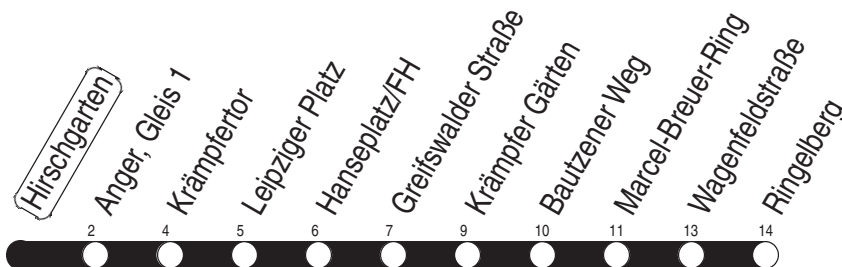 Hirschgarten
Anger, Gleis 1
Krämpfertor
Leipziger Platz
Hanseplatz/FH
Greifswalder Straße
Krämpfer Gärten
Bautzener Weg
Marcel-Breuer-Ring
Wagenfeldstraße
Ringelberg
2 4 5 6 7 9 10 11 13 14